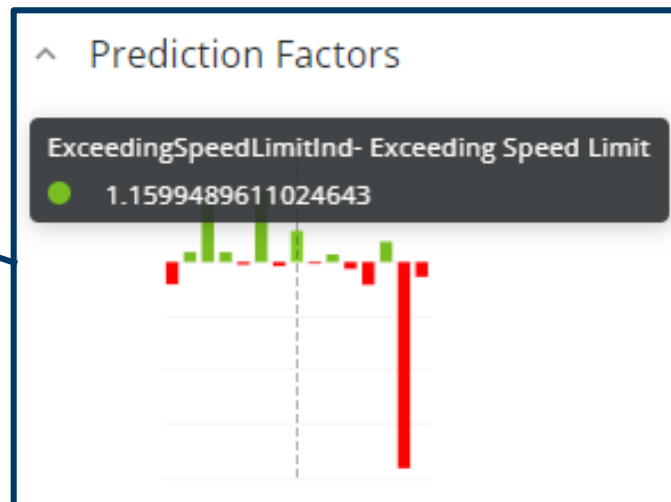 Prediction Factors
ExceedingSpeedLimitInd- Exceeding Speed Limit
1.1599489611024643